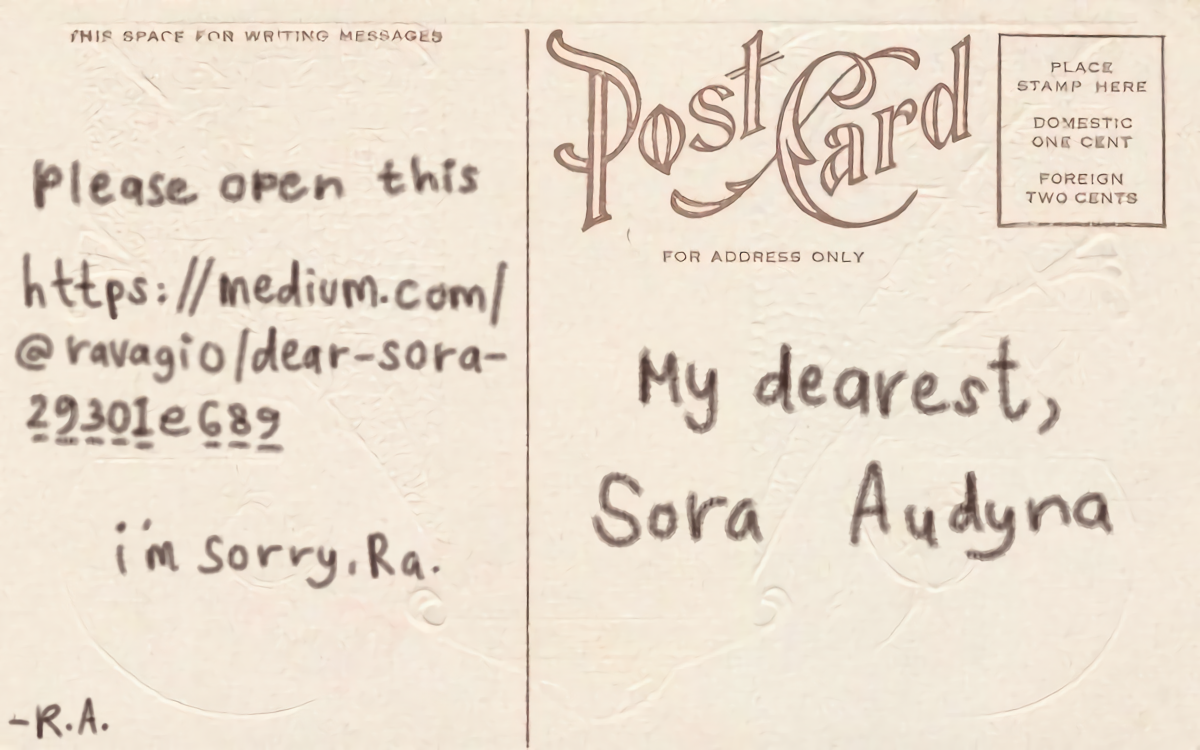 THIS SPACE FOR WRITING MESSAGES
Please open this
https://medium.com/
@ravagio/dear-sora-
29301e689
i'm sorry, Ra.
-R.A.
Post Card
PLACE
STAMP HERE
DOMESTIC
ONE CENT
FOREIGN
TWO CENTS
FOR ADDRESS ONLY
My dearest,
Sora Audyna